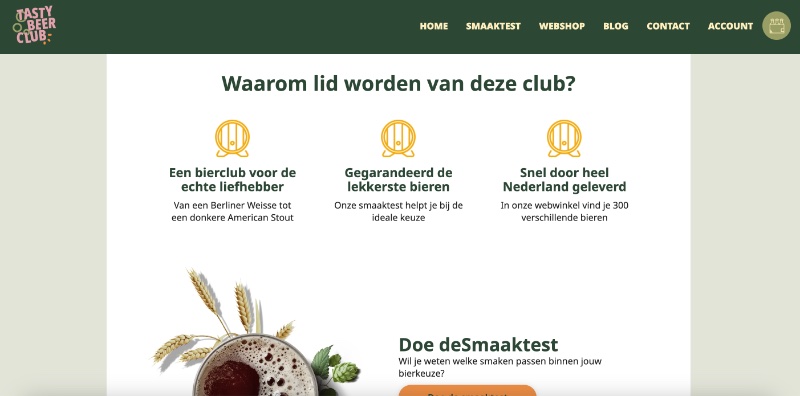 TASTY
BEER
CLUB
HOME SMAAKTEST WEBSHOP BLOG CONTACT ACCOUNT
Waarom lid worden van deze club?
Een bierclub voor de
echte liefhebber
Van een Berliner Weisse tot
een donkere American Stout
Gegarandeerd de
lekkerste bieren
Onze smaaktest helpt je bij de
ideale keuze
Snel door heel
Nederland geleverd
In onze webwinkel vind je 300
verschillende bieren
Doe deSmaaktest
Wil je weten welke smaken passen binnen jouw
bierkeuze?